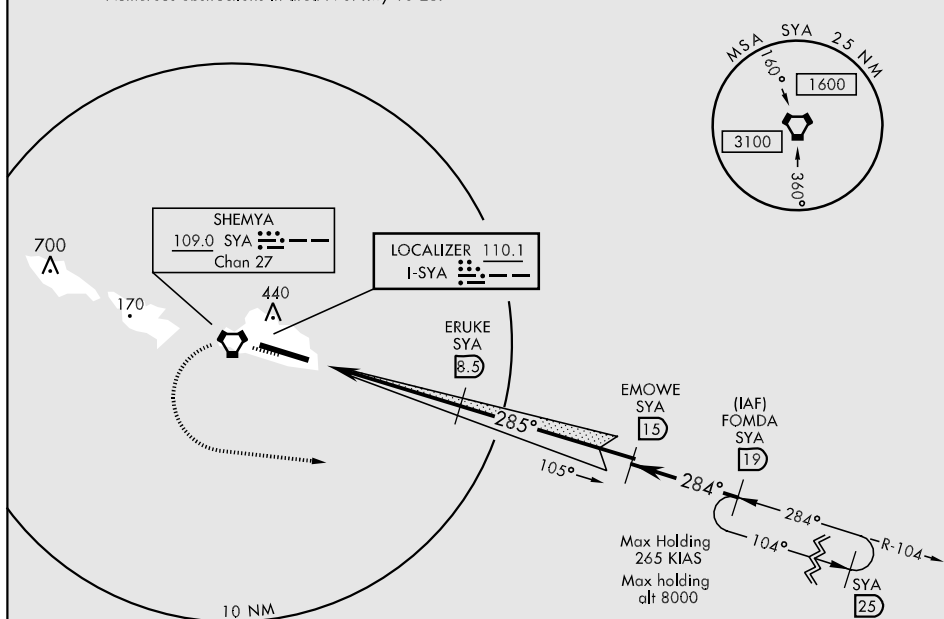 MSA SYA 25 NM
160°
1600
3100
360°
SHEMYA
109.0 SYA
Chan 27
LOCALIZER 110.1
I-SYA
700
170
440
ERUKE
SYA
8.5
EMOWE
SYA
15
(IAF)
FOMDA
SYA
19
285°
105°
284°
284°
104°
R-104
Max Holding
265 KIAS
Max holding
alt 8000
SYA
25
10 NM